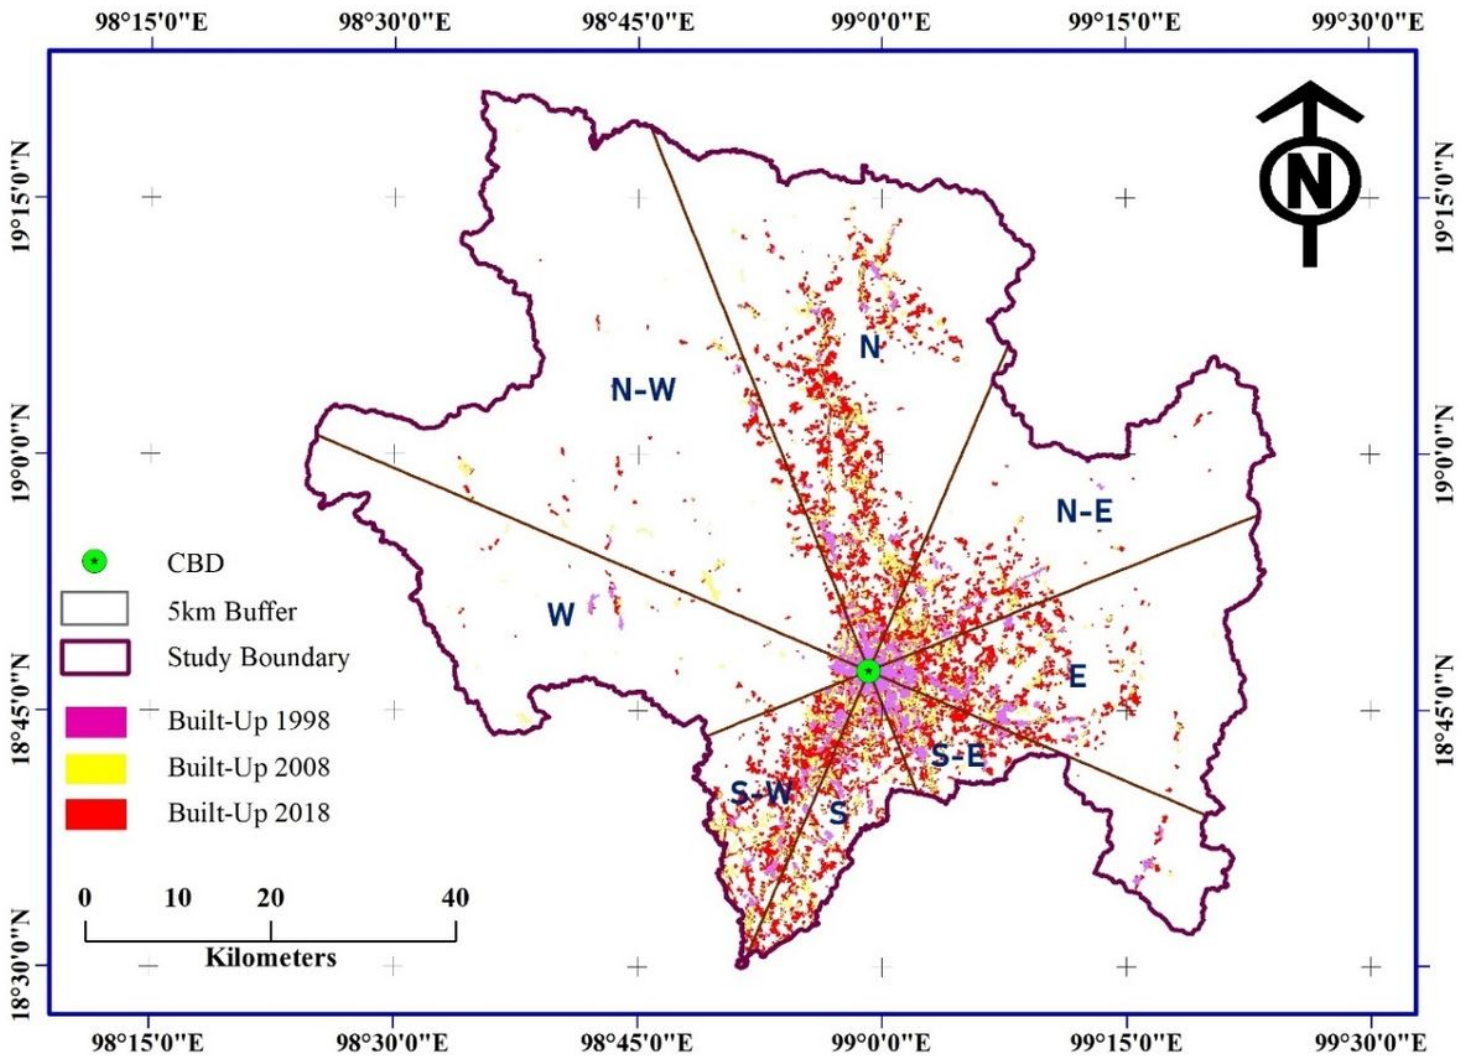 98°15'0"E 98°30'0"E 98°45'0"E 99°0'0"E 99°15'0"E 99°30'0"E
19°15'0"N 19°15'0"N
N
N
N-W
19°0'0"N 19°0'0"N
N-E
CBD
5km Buffer
W
Study Boundary
E
18°45'0"N 18°45'0"N
Built-Up 1998
S-E
Built-Up 2008
S-W
S
Built-Up 2018
0 10 20 40
Kilometers
18°30'0"N 18°30'0"N
98°15'0"E 98°30'0"E 98°45'0"E 99°0'0"E 99°15'0"E 99°30'0"E